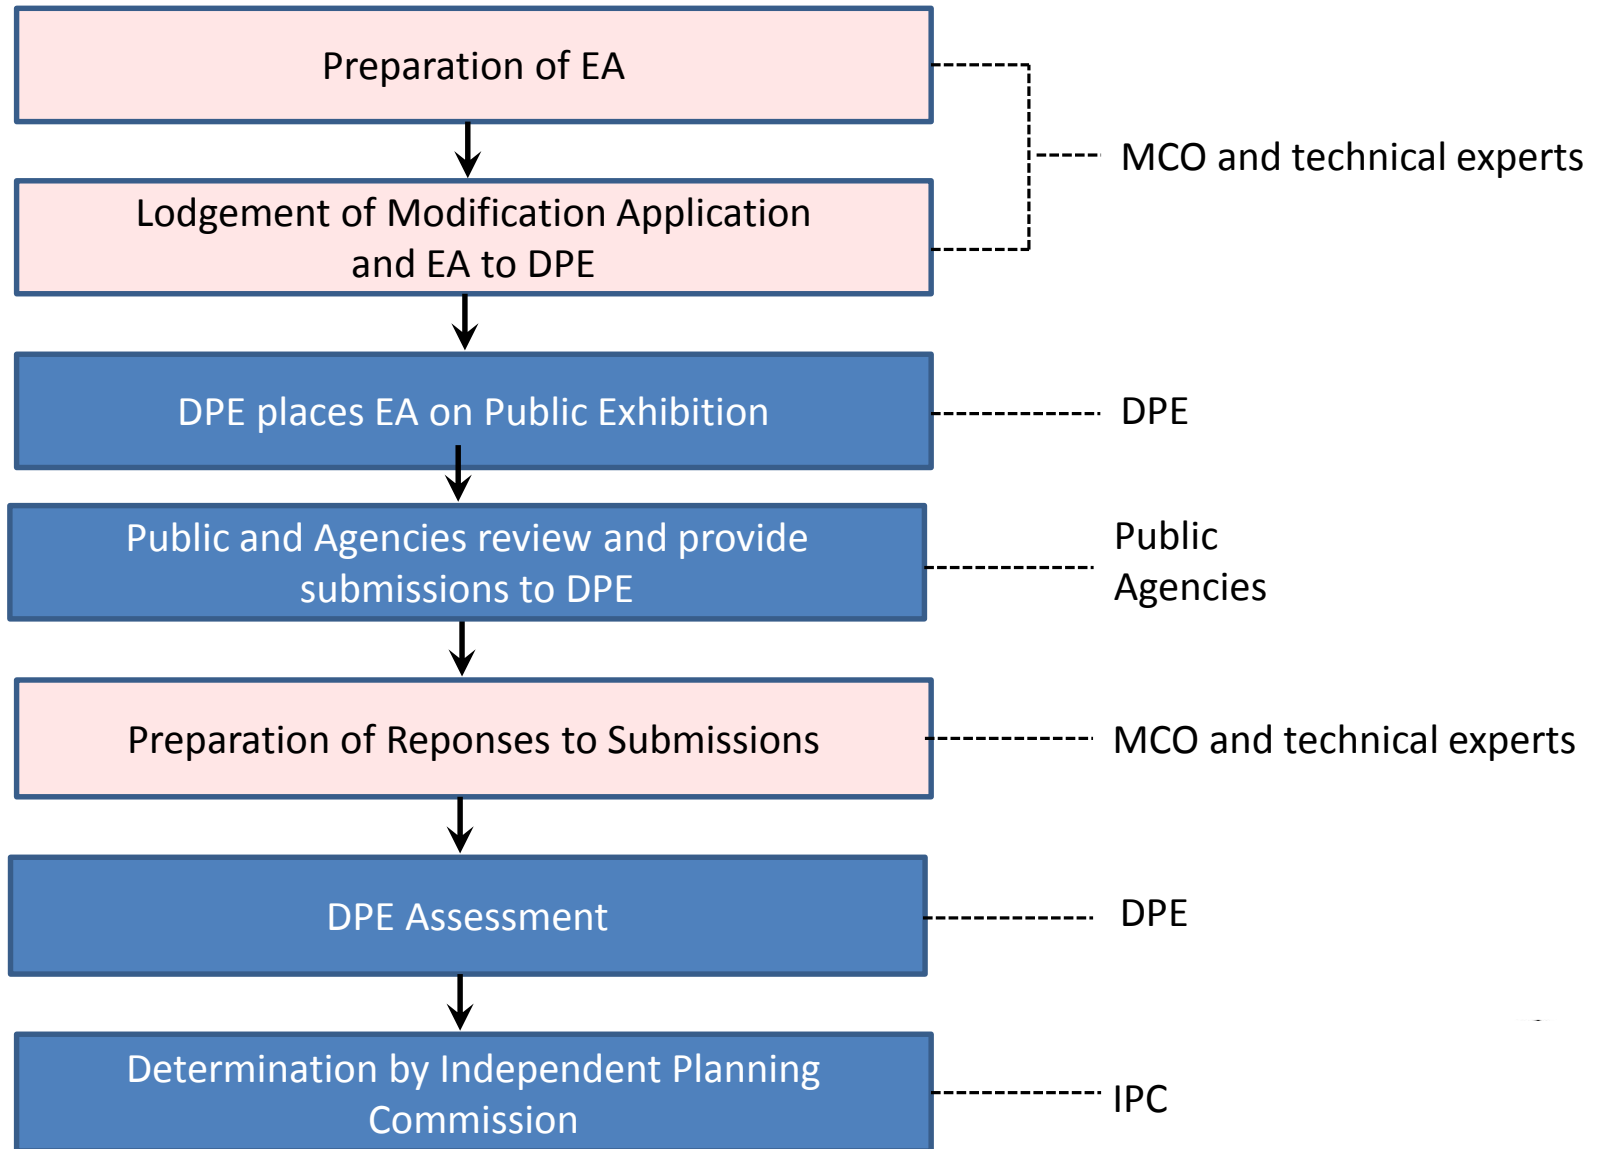 Preparation of EA
MCO and technical experts
Lodgement of Modification Application
and EA to DPE
DPE places EA on Public Exhibition
DPE
Public and Agencies review and provide
submissions to DPE
Public
Agencies
Preparation of Reponses to Submissions
MCO and technical experts
DPE Assessment
DPE
Determination by Independent Planning
Commission
IPC